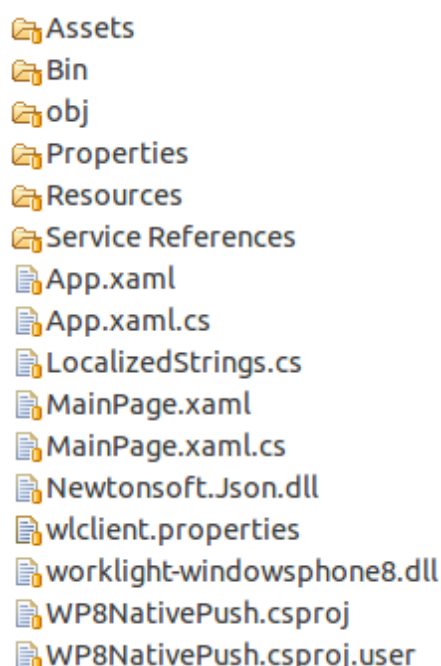 Assets
Bin
obj
Properties
Resources
Service References
App.xaml
App.xaml.cs
LocalizedStrings.cs
MainPage.xaml
MainPage.xaml.cs
Newtonsoft.Json.dll
wlclient.properties
worklight-windowsphone8.dll
WP8NativePush.csproj
WP8NativePush.csproj.user